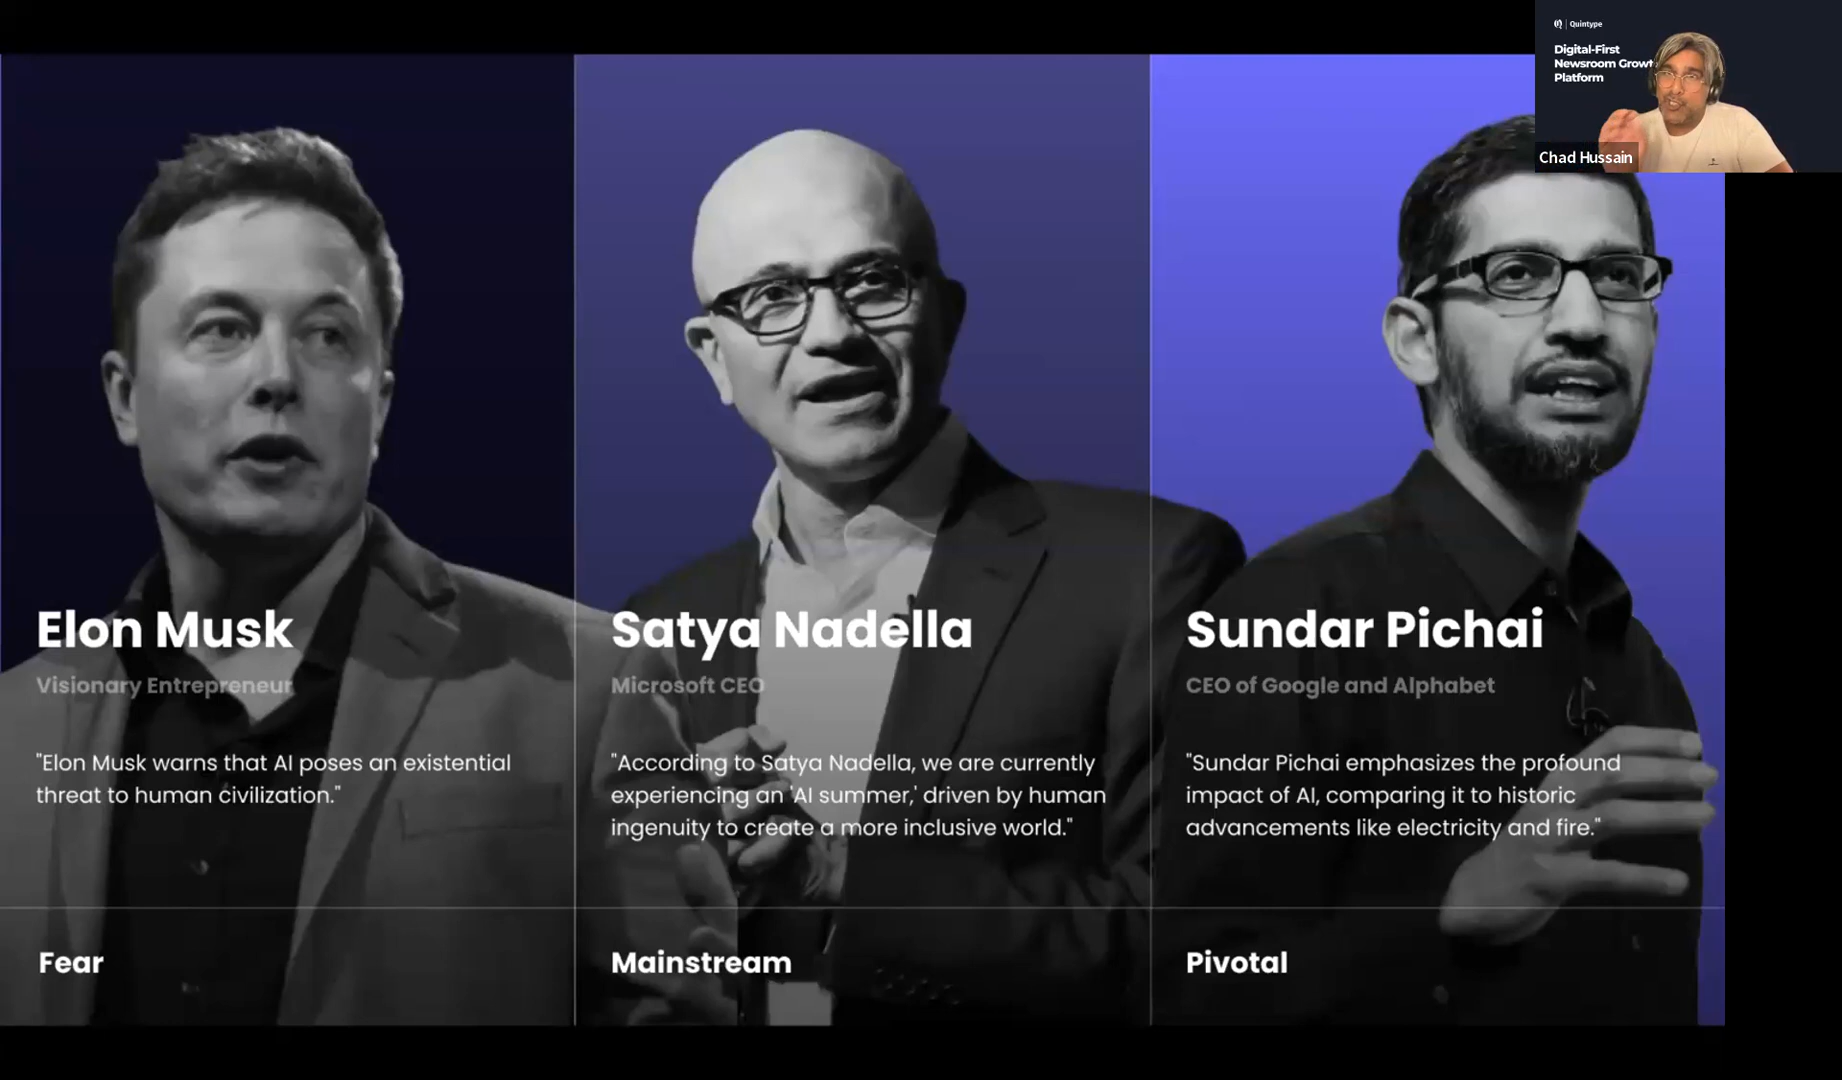 Quintype
Digital-First
Newsroom Growt
Platform
Chad Hussain
Elon Musk
Visionary Entrepreneur
"Elon Musk warns that AI poses an existential
threat to human civilization."
Fear
Satya Nadella
Microsoft CEO
"According to Satya Nadella, we are currently
experiencing an 'AI summer,' driven by human
ingenuity to create a more inclusive world."
Mainstream
Sundar Pichai
CEO of Google and Alphabet
"Sundar Pichai emphasizes the profound
impact of AI, comparing it to historic
advancements like electricity and fire."
Pivotal